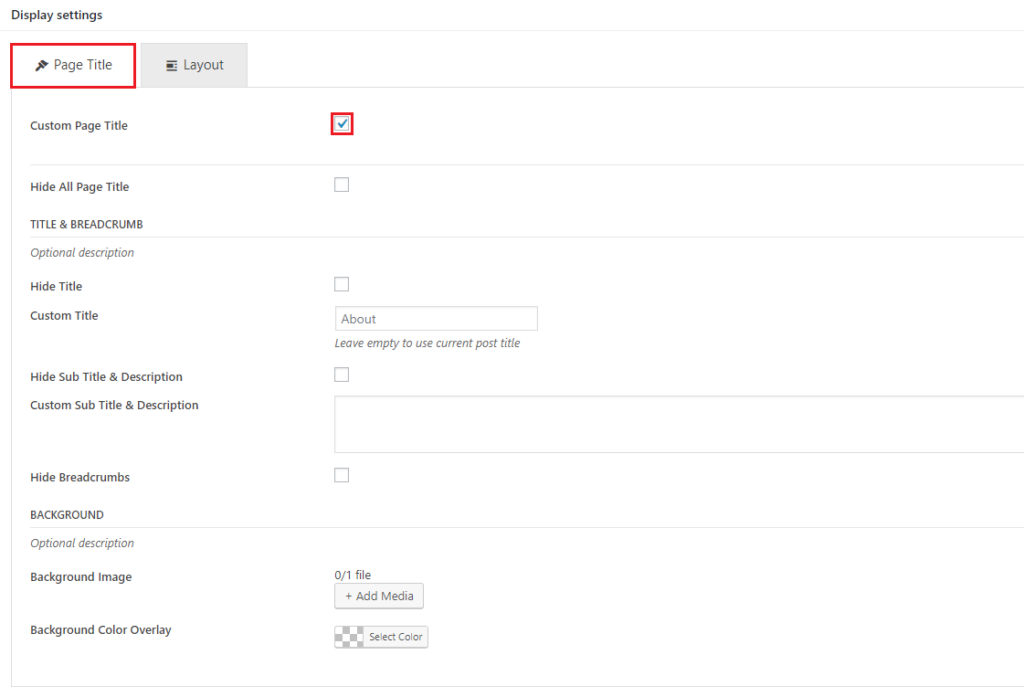 Display settings
Page Title
Layout
Custom Page Title
Hide All Page Title
TITLE & BREADCRUMB
Optional description
Hide Title
Custom Title
About
Leave empty to use current post title
Hide Sub Title & Description
Custom Sub Title & Description
Hide Breadcrumbs
BACKGROUND
Optional description
Background Image
0/1 file
+ Add Media
Background Color Overlay
Select Color